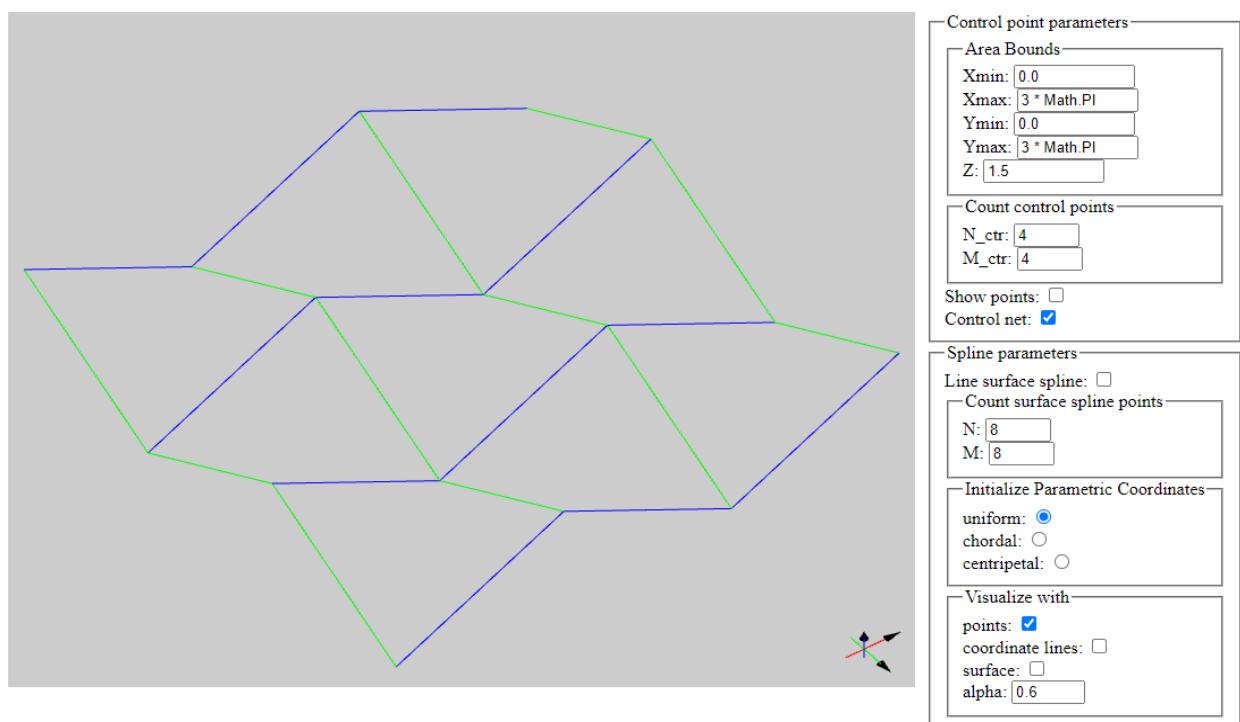 Control point parameters
Area Bounds
Xmin: 0.0
Xmax: 3 * Math.PI
Ymin: 0.0
Ymax: 3 * Math.PI
Z: 1.5
Count control points
N_ctr: 4
M_ctr: 4
Show points:
Control net:
Spline parameters
Line surface spline:
Count surface spline points
N: 8
M: 8
Initialize Parametric Coordinates
uniform:
chordal:
centripetal:
Visualize with
points:
coordinate lines:
surface:
alpha: 0.6